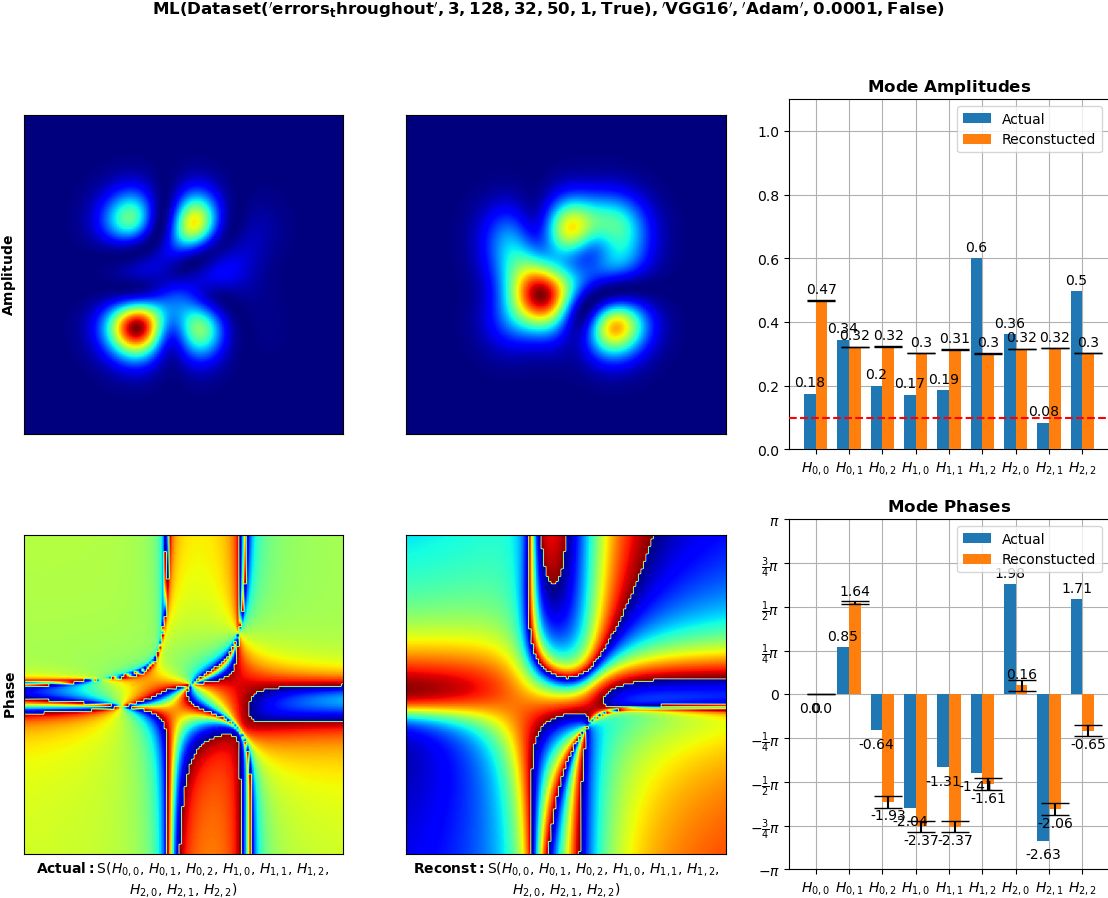 ML(Dataset('errors_throughout', 3, 128, 32, 50, 1, True), 'VGG16', 'Adam', 0.0001, False)
Amplitude
Mode Amplitudes
Actual
Reconstucted
1.0
0.8
0.6
0.4
0.2
0.0
0.18
0.47
0.34
0.32
0.2
0.32
0.17
0.3
0.19
0.31
0.6
0.3
0.36
0.32
0.08
0.32
0.5
0.3
H0,0 H0,1 H0,2 H1,0 H1,1 H1,2 H2,0 H2,1 H2,2
Phase
Actual: S(H0,0, H0,1, H0,2, H1,0, H1,1, H1,2,
H2,0, H2,1, H2,2)
Reconst: S(H0,0, H0,1, H0,2, H1,0, H1,1, H1,2,
H2,0, H2,1, H2,2)
Mode Phases
Actual
Reconstucted
π
3/4π
1/2π
1/4π
0
−1/4π
−1/2π
−3/4π
−π
0.0
0.0
0.85
1.64
-0.64
-1.93
-2.04
-2.37
-1.31
-2.37
-1.41
-1.61
1.98
0.16
-2.63
-2.06
1.71
-0.65
H0,0 H0,1 H0,2 H1,0 H1,1 H1,2 H2,0 H2,1 H2,2